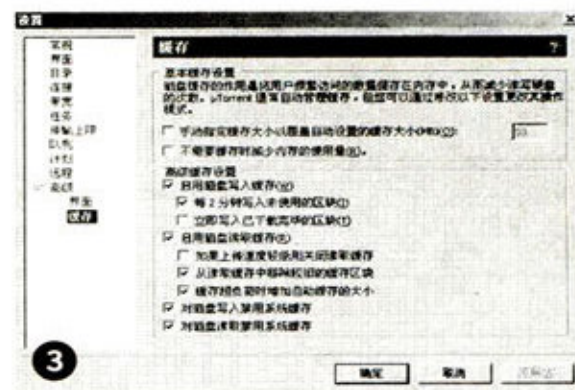 设置
常规
界面
目录
连接
带宽
任务
传输上限
队列
计划
远程
高级
界面
缓存
缓存 ?
基本缓存设置
磁盘缓存的作用是把用户频繁访问的数据保存在内存中，从而减少读写硬盘
的次数。μTorrent 通常自动管理缓存，但您可以通过修改以下设置更改其操作
模式。
手动指定缓存大小以覆盖自动设置的缓存大小(MB)(O):
不需要缓存时减少内存的使用量(R)。
高级缓存设置
启用磁盘写入缓存(W)
每 2 分钟写入未使用的区块(U)
立即写入已下载完毕的区块(F)
启用磁盘读取缓存(E)
如果上传速度较慢则关闭读取缓存
从读取缓存中移除较旧的缓存区块
缓存超负荷时增加自动缓存的大小
对磁盘写入禁用系统缓存
对磁盘读取禁用系统缓存
3
确定 取消